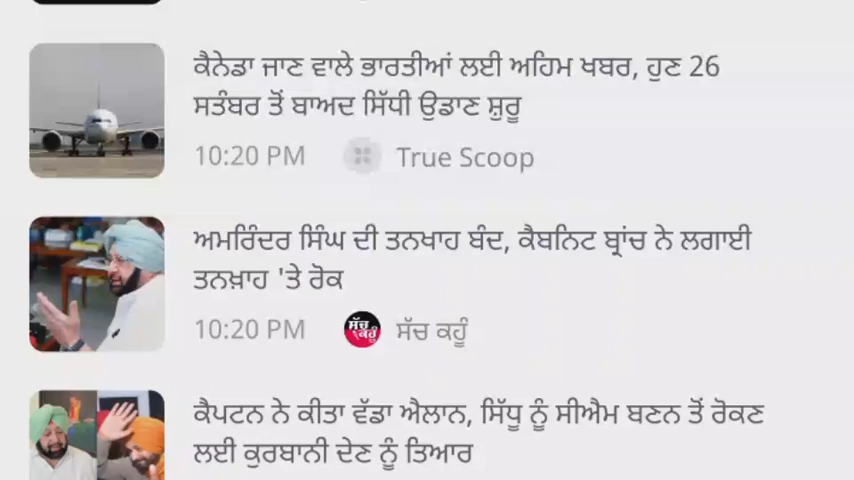 ਕੈਨੇਡਾ ਜਾਣ ਵਾਲੇ ਭਾਰਤੀਆਂ ਲਈ ਅਹਿਮ ਖਬਰ, ਹੁਣ 26
ਸਤੰਬਰ ਤੋਂ ਬਾਅਦ ਸਿੱਧੀ ਉਡਾਣ ਸ਼ੁਰੂ
10:20 PM True Scoop
ਅਮਰਿੰਦਰ ਸਿੰਘ ਦੀ ਤਨਖਾਹ ਬੰਦ, ਕੈਬਨਿਟ ਬ੍ਰਾਂਚ ਨੇ ਲਗਾਈ
ਤਨਖ਼ਾਹ 'ਤੇ ਰੋਕ
10:20 PM ਸੱਚ ਕਹੂੰ ਸੱਚ ਕਹੂੰ
ਕੈਪਟਨ ਨੇ ਕੀਤਾ ਵੱਡਾ ਐਲਾਨ, ਸਿੱਧੂ ਨੂੰ ਸੀਐਮ ਬਣਨ ਤੋਂ ਰੋਕਣ
ਲਈ ਕੁਰਬਾਨੀ ਦੇਣ ਨੂੰ ਤਿਆਰ